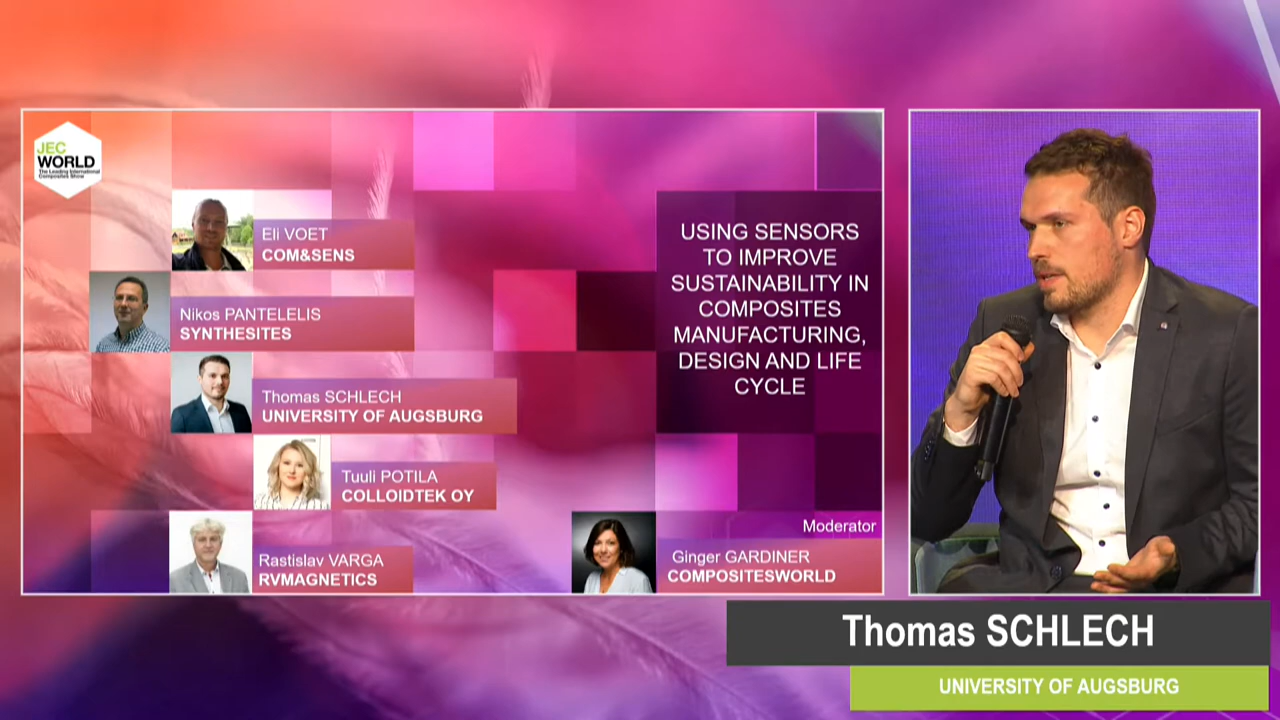 JEC
WORLD
The Leading International
Composites Show
Eli VOET
COM&SENS
Nikos PANTELELIS
SYNTHESITES
Thomas SCHLECH
UNIVERSITY OF AUGSBURG
Tuuli POTILA
COLLOIDTEK OY
Rastislav VARGA
RVMAGNETICS
USING SENSORS
TO IMPROVE
SUSTAINABILITY IN
COMPOSITES
MANUFACTURING,
DESIGN AND LIFE
CYCLE
Moderator
Ginger GARDINER
COMPOSITESWORLD
Thomas SCHLECH
UNIVERSITY OF AUGSBURG